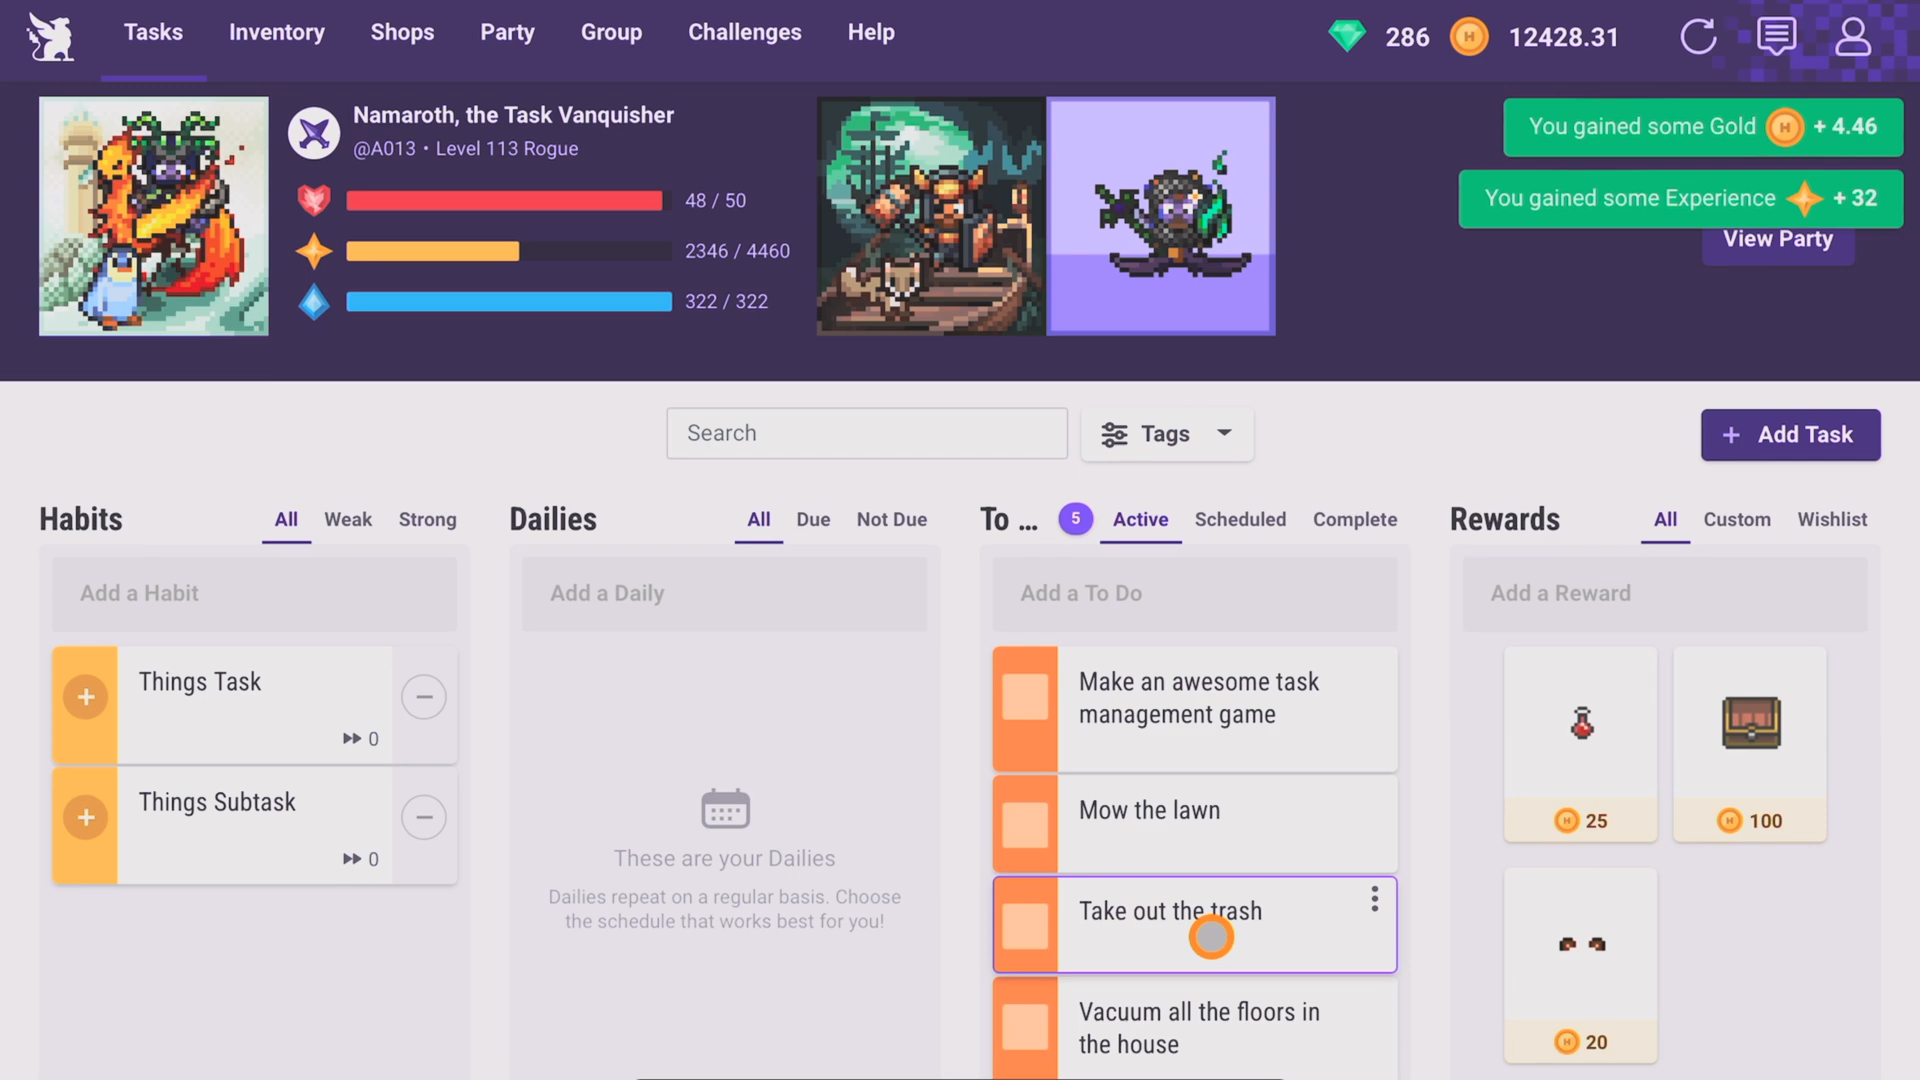 Tasks
Inventory
Shops
Party
Group
Challenges
Help
286
12428.31
Namaroth, the Task Vanquisher
@A013 • Level 113 Rogue
48 / 50
2346 / 4460
322 / 322
You gained some Gold + 4.46
You gained some Experience + 32
View Party
Search
Tags
+ Add Task
Habits
All
Weak
Strong
Add a Habit
Things Task
0
Things Subtask
0
Dailies
All
Due
Not Due
Add a Daily
These are your Dailies
Dailies repeat on a regular basis. Choose
the schedule that works best for you!
To ...
5
Active
Scheduled
Complete
Add a To Do
Make an awesome task
management game
Mow the lawn
Take out the trash
Vacuum all the floors in
the house
Rewards
All
Custom
Wishlist
Add a Reward
25
100
20